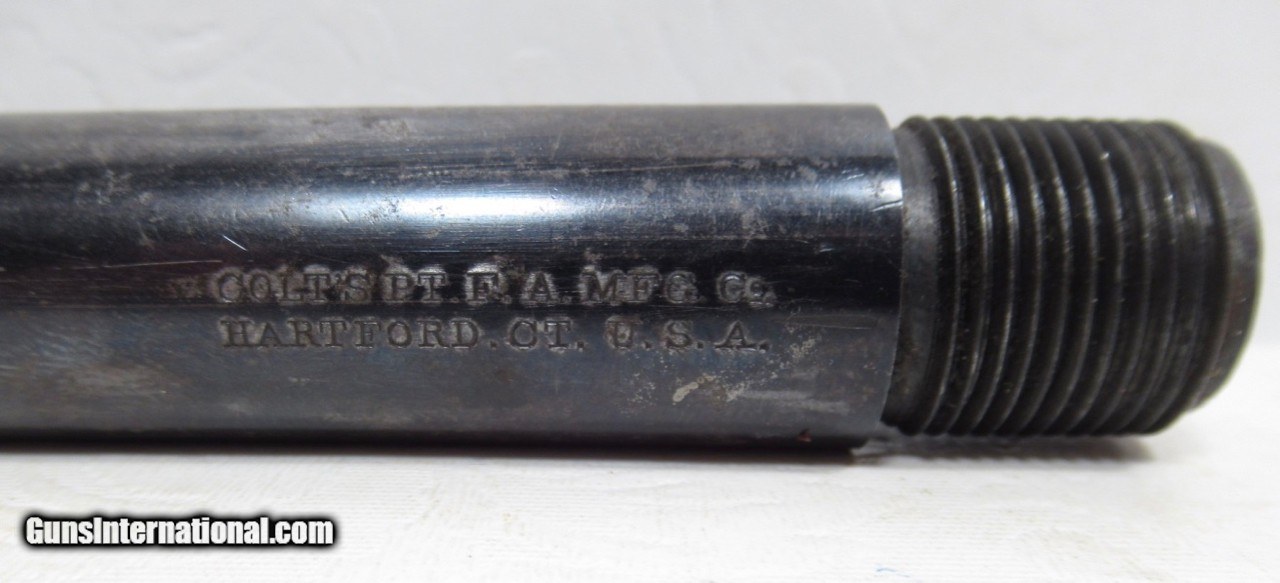 COLT'S PT. F. A. MFG. Co.
HARTFORD. CT. U. S. A.
GunsInternational.com